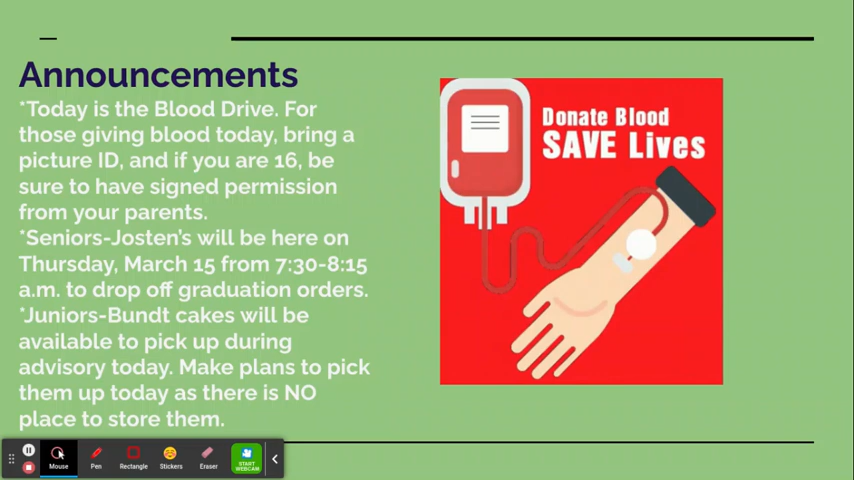 Announcements
*Today is the Blood Drive. For
those giving blood today, bring a
picture ID, and if you are 16, be
sure to have signed permission
from your parents.
*Seniors-Josten's will be here on
Thursday, March 15 from 7:30-8:15
a.m. to drop off graduation orders.
*Juniors-Bundt cakes will be
available to pick up during
advisory today. Make plans to pick
them up today as there is NO
place to store them.
Donate Blood
SAVE Lives
Mouse
Pen
Rectangle
Stickers
Eraser
START
WEBCAM